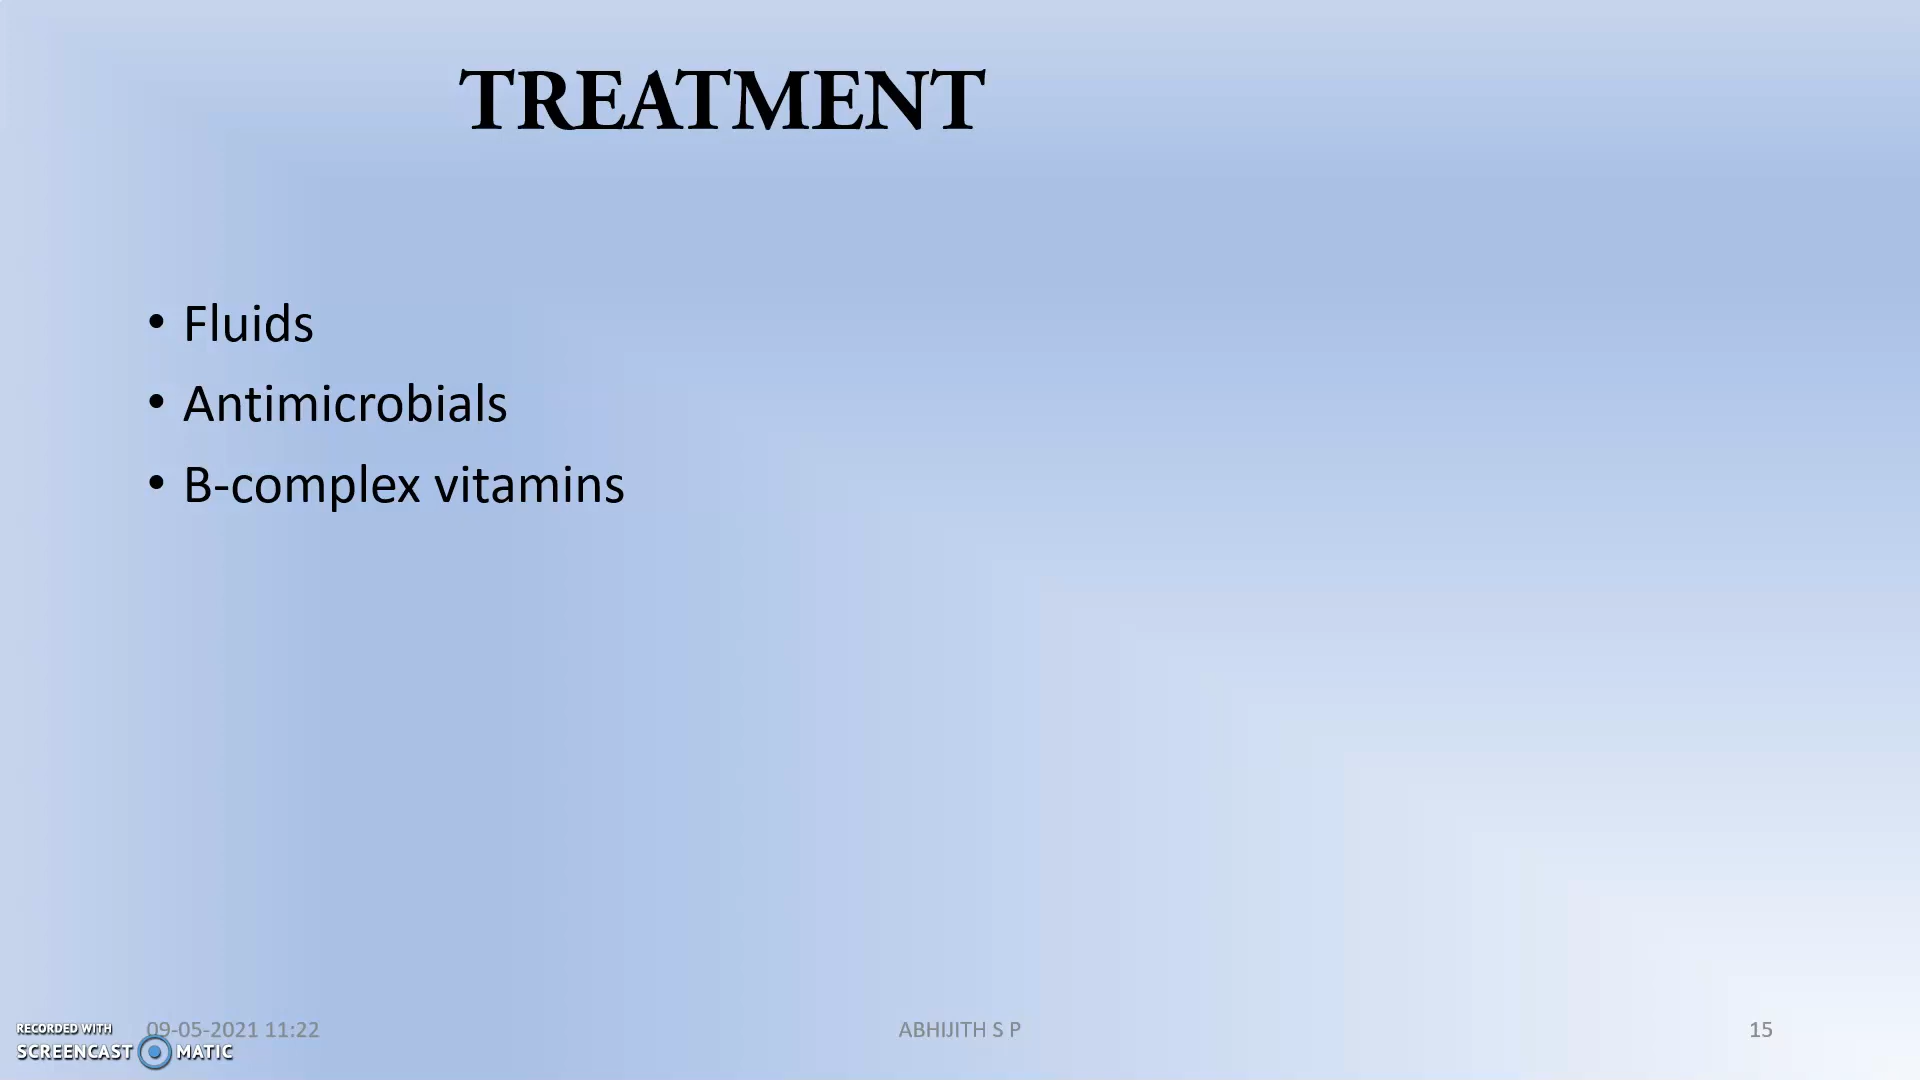 TREATMENT
• Fluids
• Antimicrobials
• B-complex vitamins
RECORDED WITH
SCREENCAST MATIC
09-05-2021 11:22
ABHIJITH S P
15